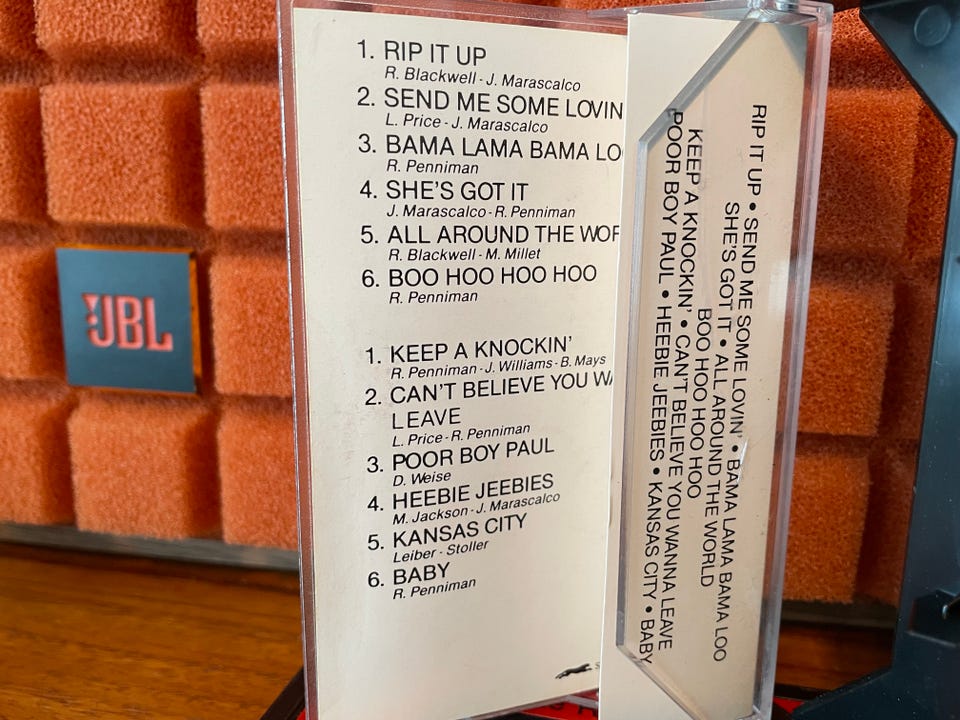 1. RIP IT UP
R. Blackwell - J. Marascalco
2. SEND ME SOME LOVIN
L. Price - J. Marascalco
3. BAMA LAMA BAMA LO
R. Penniman
4. SHE'S GOT IT
J. Marascalco - R. Penniman
5. ALL AROUND THE WOR
R. Blackwell - M. Millet
6. BOO HOO HOO HOO
R. Penniman
1. KEEP A KNOCKIN'
R. Penniman - J. Williams - B. Mays
2. CAN'T BELIEVE YOU WA
LEAVE
L. Price - R. Penniman
3. POOR BOY PAUL
D. Weise
4. HEEBIE JEEBIES
M. Jackson - J. Marascalco
5. KANSAS CITY
Leiber - Stoller
6. BABY
R. Penniman
RIP IT UP • SEND ME SOME LOVIN' • BAMA LAMA BAMA LOO
SHE'S GOT IT • ALL AROUND THE WORLD
BOO HOO HOO HOO
KEEP A KNOCKIN' • CAN'T BELIEVE YOU WANNA LEAVE
POOR BOY PAUL • HEEBIE JEEBIES • KANSAS CITY • BABY
!JBL